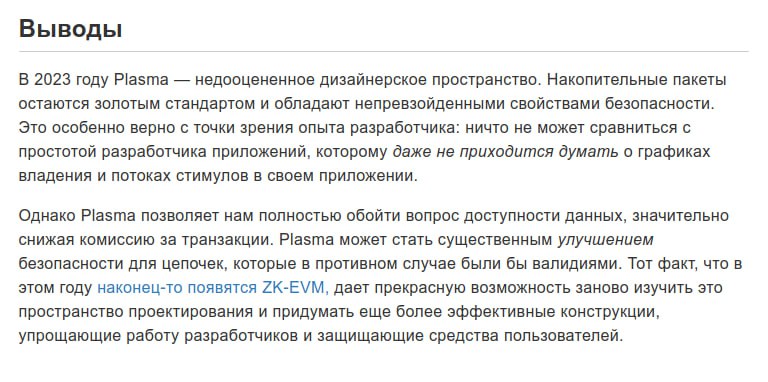 Выводы
В 2023 году Plasma — недооцененное дизайнерское пространство. Накопительные пакеты
остаются золотым стандартом и обладают непревзойденными свойствами безопасности.
Это особенно верно с точки зрения опыта разработчика: ничто не может сравниться с
простотой разработчика приложений, которому даже не приходится думать о графиках
владения и потоках стимулов в своем приложении.
Однако Plasma позволяет нам полностью обойти вопрос доступности данных, значительно
снижая комиссию за транзакции. Plasma может стать существенным улучшением
безопасности для цепочек, которые в противном случае были бы валидиями. Тот факт, что в
этом году наконец-то появятся ZK-EVM, дает прекрасную возможность заново изучить это
пространство проектирования и придумать еще более эффективные конструкции,
упрощающие работу разработчиков и защищающие средства пользователей.